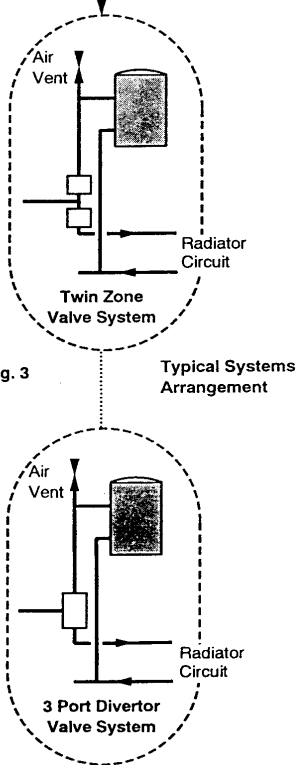 Air
Vent
Radiator
Circuit
Twin Zone
Valve System
g. 3
Typical Systems
Arrangement
Air
Vent
Radiator
Circuit
3 Port Divertor
Valve System